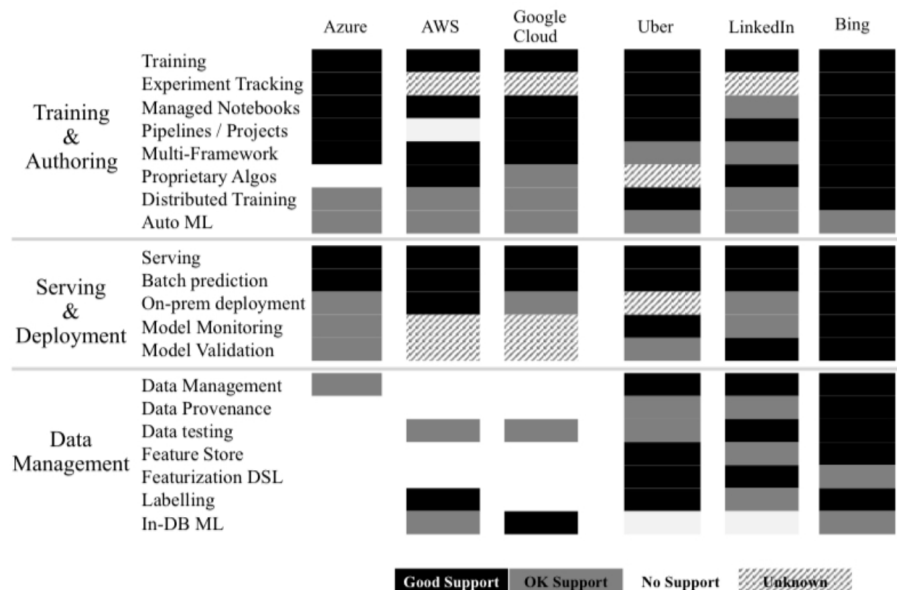 Azure AWS Google Cloud Uber LinkedIn Bing
Training & Authoring
Training
Experiment Tracking
Managed Notebooks
Pipelines / Projects
Multi-Framework
Proprietary Algos
Distributed Training
Auto ML
Serving & Deployment
Serving
Batch prediction
On-prem deployment
Model Monitoring
Model Validation
Data Management
Data Management
Data Provenance
Data testing
Feature Store
Featurization DSL
Labelling
In-DB ML
Good Support OK Support No Support Unknown